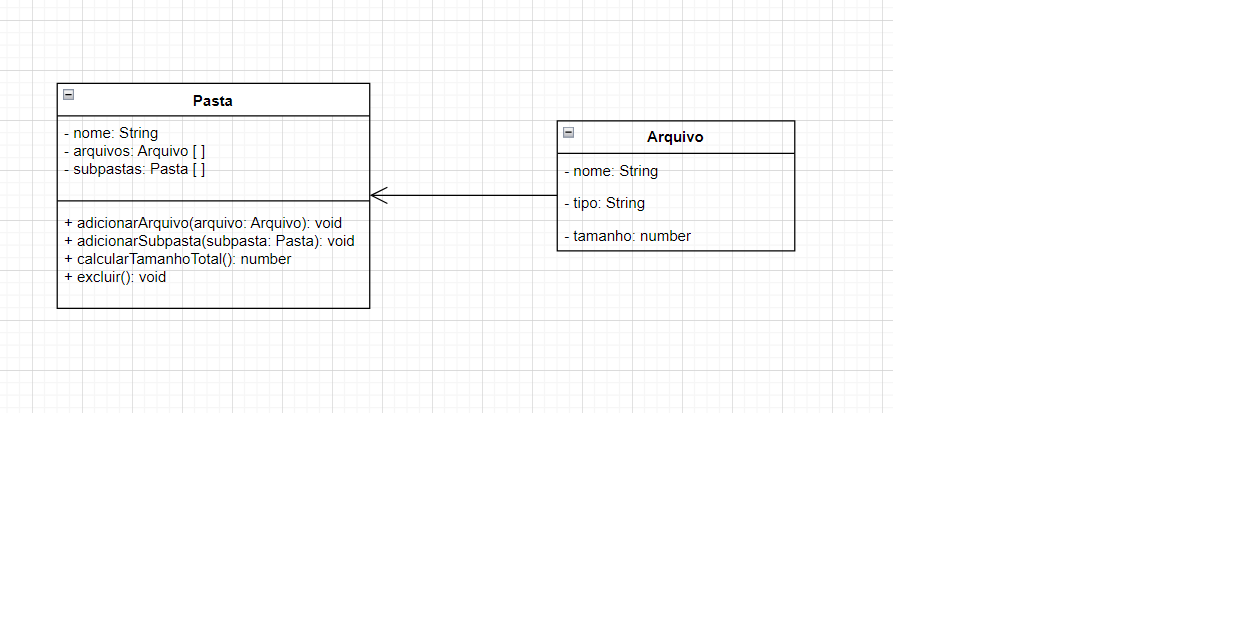 Pasta
- nome: String
- arquivos: Arquivo [ ]
- subpastas: Pasta [ ]
+ adicionarArquivo(arquivo: Arquivo): void
+ adicionarSubpasta(subpasta: Pasta): void
+ calcularTamanhoTotal(): number
+ excluir(): void
Arquivo
- nome: String
- tipo: String
- tamanho: number